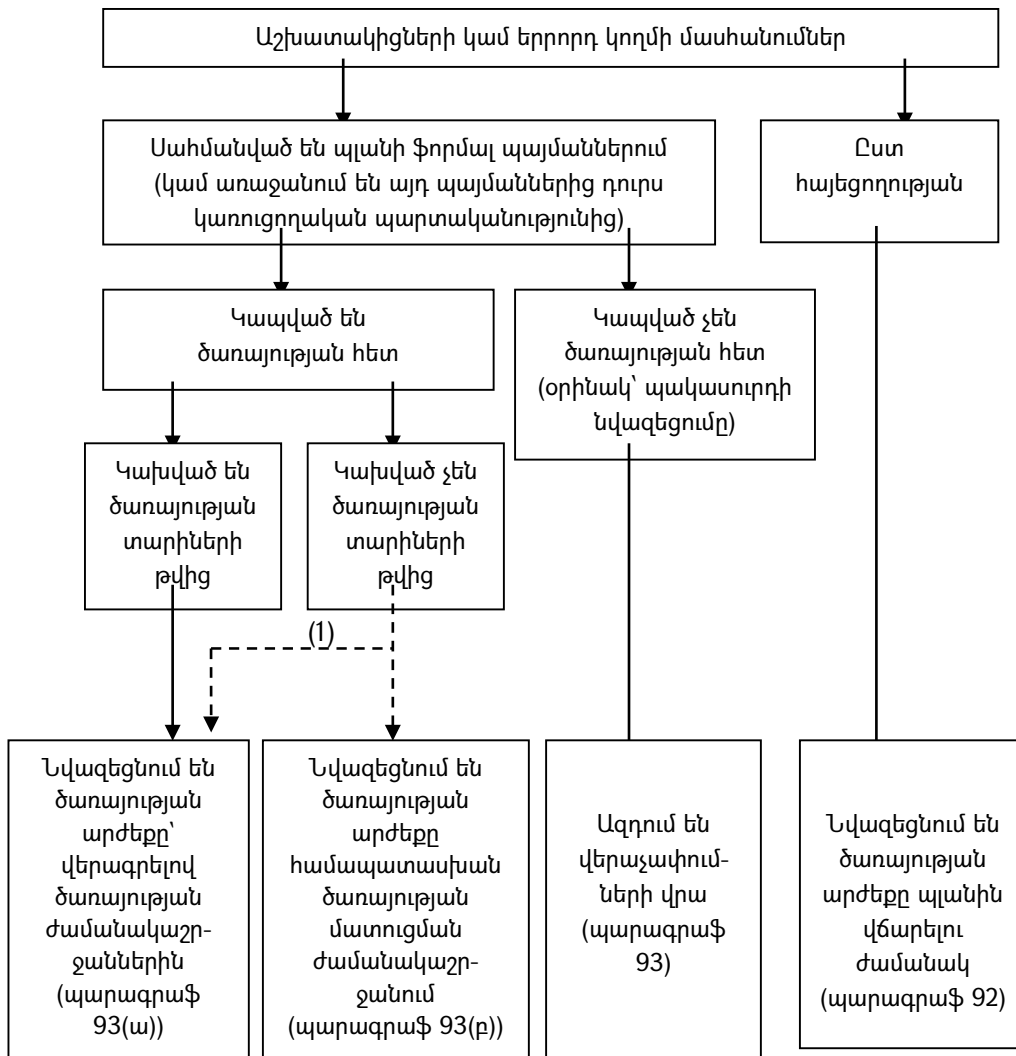 Աշխատակիցների կամ երրորդ կողմի մասհանումներ
Սահմանված են պլանի ֆորմալ պայմաններում
(կամ առաջանում են այդ պայմաններից դուրս
կառուցողական պարտականությունից)
Ըստ
հայեցողության
Կապված են
ծառայության հետ
Կապված չեն
ծառայության հետ
(օրինակ՝ պակասուրդի
նվազեցումը)
Կախված են
ծառայության
տարիների
թվից
Կախված չեն
ծառայության
տարիների
թվից
(1)
Նվազեցնում են
ծառայության
արժեքը՝
վերագրելով
ծառայության
ժամանակաշր-
ջաններին
(պարագրաֆ
93(ա))
Նվազեցնում են
ծառայության
արժեքը
համապատասխան
ծառայության
մատուցման
ժամանակաշր-
ջանում
(պարագրաֆ 93(բ))
Ազդում են
վերաչափում-
ների վրա
(պարագրաֆ
93)
Նվազեցնում են
ծառայության
արժեքը պլանին
վճարելու
ժամանակ
(պարագրաֆ 92)